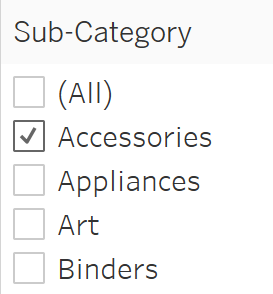 Sub-Category
(All)
Accessories
Appliances
Art
Binders